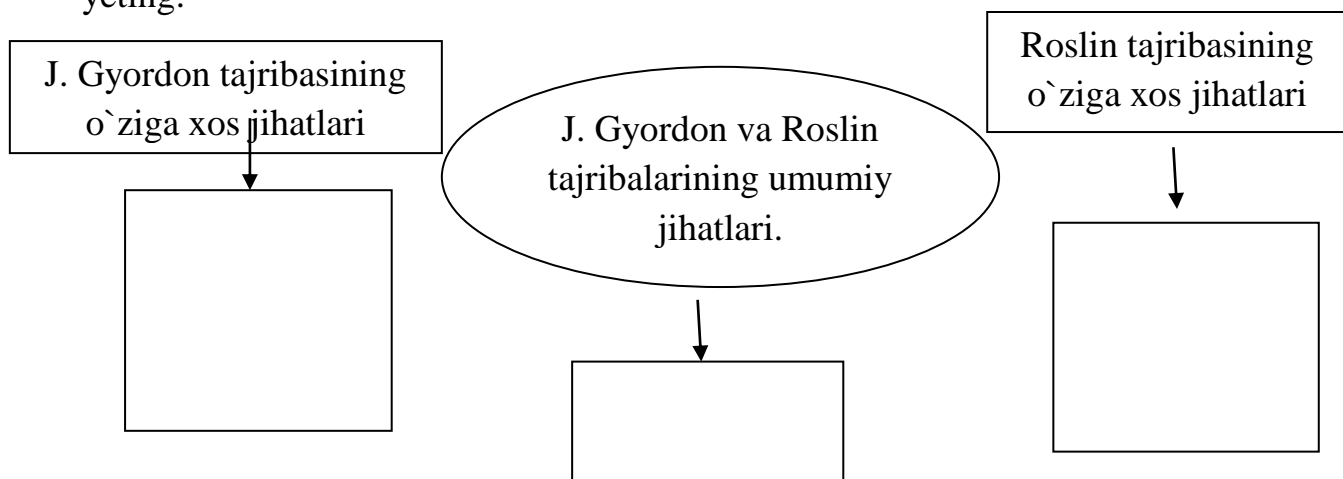 yeting.
J. Gyordon tajribasining
o`ziga xos jihatlari
J. Gyordon va Roslin
tajribalarining umumiy
jihatlari.
Roslin tajribasining
o`ziga xos jihatlari